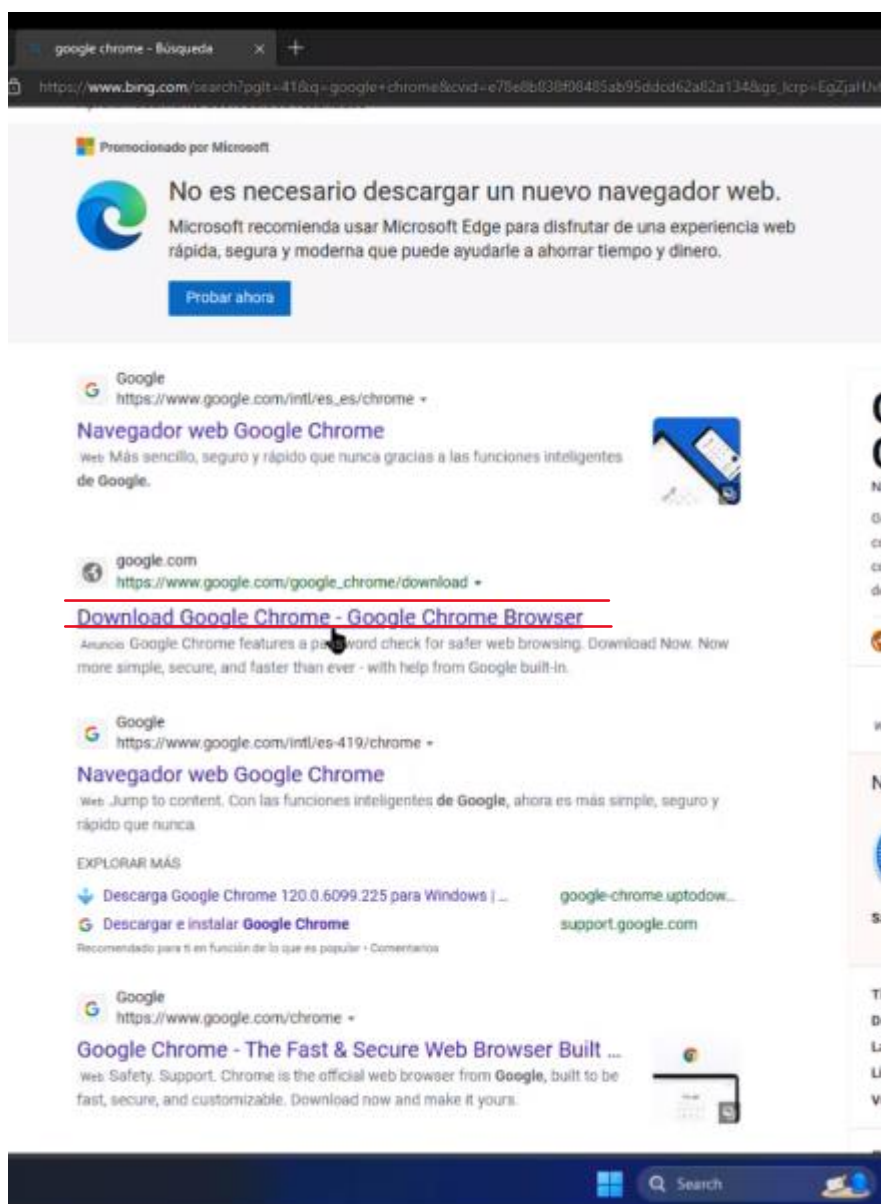 google chrome - Búsqueda
Promocionado por Microsoft
No es necesario descargar un nuevo navegador web.
Microsoft recomienda usar Microsoft Edge para disfrutar de una experiencia web
rápida, segura y moderna que puede ayudarle a ahorrar tiempo y dinero.
Probar ahora
Google
https://www.google.com/intl/es_es/chrome
Navegador web Google Chrome
Web Más sencillo, seguro y rápido que nunca gracias a las funciones inteligentes
de Google.
google.com
https://www.google.com/google_chrome/download
Download Google Chrome - Google Chrome Browser
Anuncio Google Chrome features a password check for safer web browsing. Download Now. Now
more simple, secure, and faster than ever - with help from Google built-in.
Google
https://www.google.com/intl/es-419/chrome
Navegador web Google Chrome
Web Jump to content. Con las funciones inteligentes de Google, ahora es más simple, seguro y
rápido que nunca.
EXPLORAR MÁS
Descarga Google Chrome 120.0.6099.225 para Windows | ...
google-chrome.uptodow...
Descargar e instalar Google Chrome
support.google.com
Recomendado para ti en función de lo que es popular • Comentarios
Google
https://www.google.com/chrome
Google Chrome - The Fast & Secure Web Browser Built ...
Web Safety. Support. Chrome is the official web browser from Google, built to be
fast, secure, and customizable. Download now and make it yours.
Search